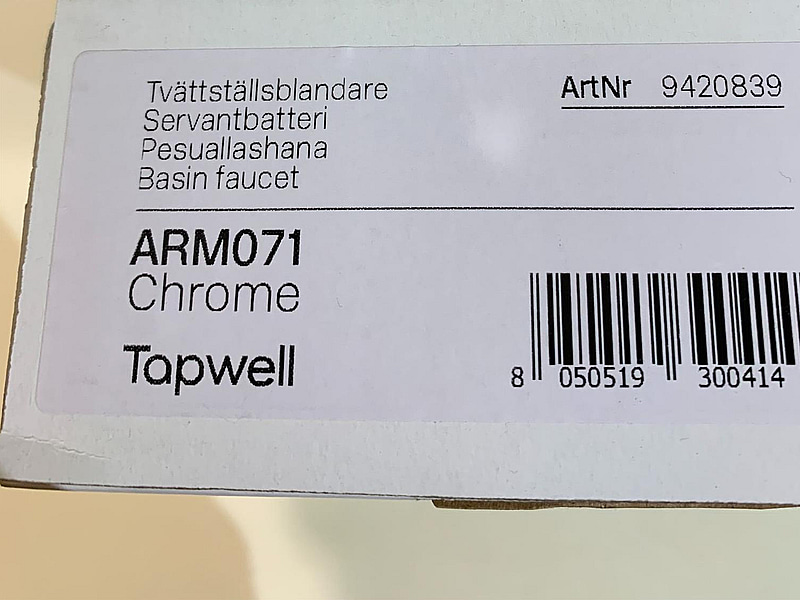 Tvättställsblandare
Servantbatteri
Pesuallashana
Basin faucet
ArtNr 9420839
ARM071
Chrome
Tapwell
8 050519 300414